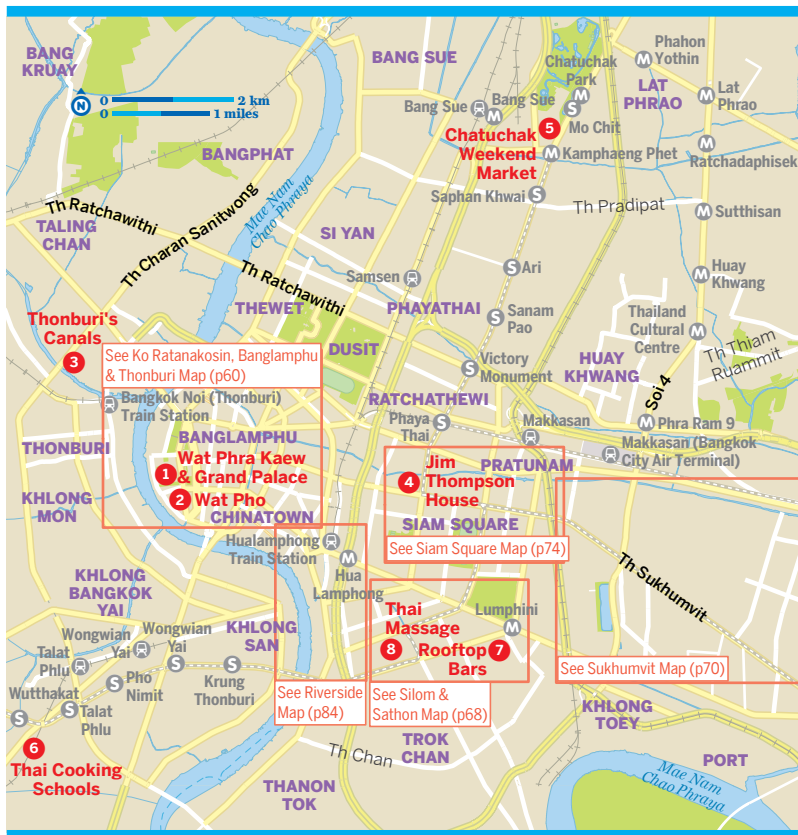 BANG
KRUAY
BANG SUE
Phahon
Yothin
Chatuchak
Park
LAT
PHRAO
Lat
Phrao
N
0 2 km
0 1 miles
Bang Sue
Bang Sue
Mo Chit
5
Chatuchak
Weekend
Market
Kamphaeng Phet
Ratchadaphisek
BANGPHAT
Mae Nam
Chao Phraya
Saphan Khwai
Th Pradipat
Sutthisan
Th Ratchawithi
Th Charan Sanitwong
TALING
CHAN
SI YAN
Th Ratchawithi
Samsen
Ari
Huay
Khwang
THEWET
PHAYATHAI
Sanam
Pao
Thailand
Cultural
Centre
Th Thiam
Ruammit
Thonburi's
Canals
3
DUSIT
See Ko Ratanakosin, Banglamphu
& Thonburi Map (p60)
Victory
Monument
HUAY
KHWANG
Soi 4
RATCHATHEWI
Bangkok Noi (Thonburi)
Train Station
Phaya
Thai
Makkasan
Phra Ram 9
Makkasan (Bangkok
City Air Terminal)
THONBURI
BANGLAMPHU
1
Wat Phra Kaew
& Grand Palace
2
Wat Pho
4
Jim
Thompson
House
PRATUNAM
KHLONG
MON
CHINATOWN
SIAM SQUARE
See Siam Square Map (p74)
Hualamphong
Train Station
Hua
Lamphong
Th Sukhumvit
KHLONG
BANGKOK
YAI
Thai
Massage
8
Lumphini
Rooftop
Bars
7
KHLONG
SAN
Wongwian
Yai
Wongwian
Yai
Talat
Phlu
Krung
Thonburi
Pho
Nimit
Wutthakat
Talat
Phlu
See Sukhumvit Map (p70)
See Riverside
Map (p84)
See Silom &
Sathon Map (p68)
KHLONG
TOEY
6
Thai Cooking
Schools
Th Chan
TROK
CHAN
PORT
THANON
TOK
Mae Nam
Chao Phraya
M
M
M
M
M
M
M
M
M
M
M
M
S
S
S
S
S
S
S
S
S
S
S